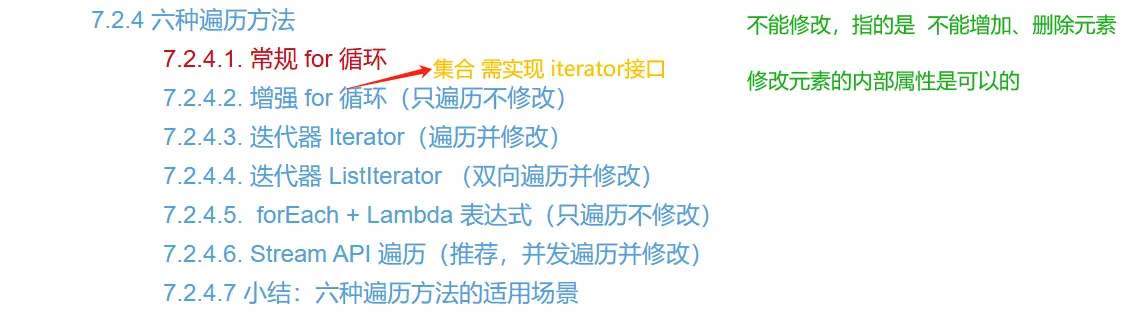 7.2.4 六种遍历方法
不能修改，指的是 不能增加、删除元素
7.2.4.1. 常规 for 循环
集合 需实现 iterator接口
修改元素的内部属性是可以的
7.2.4.2. 增强 for 循环（只遍历不修改）
7.2.4.3. 迭代器 Iterator（遍历并修改）
7.2.4.4. 迭代器 ListIterator （双向遍历并修改）
7.2.4.5. forEach + Lambda 表达式（只遍历不修改）
7.2.4.6. Stream API 遍历（推荐，并发遍历并修改）
7.2.4.7 小结：六种遍历方法的适用场景